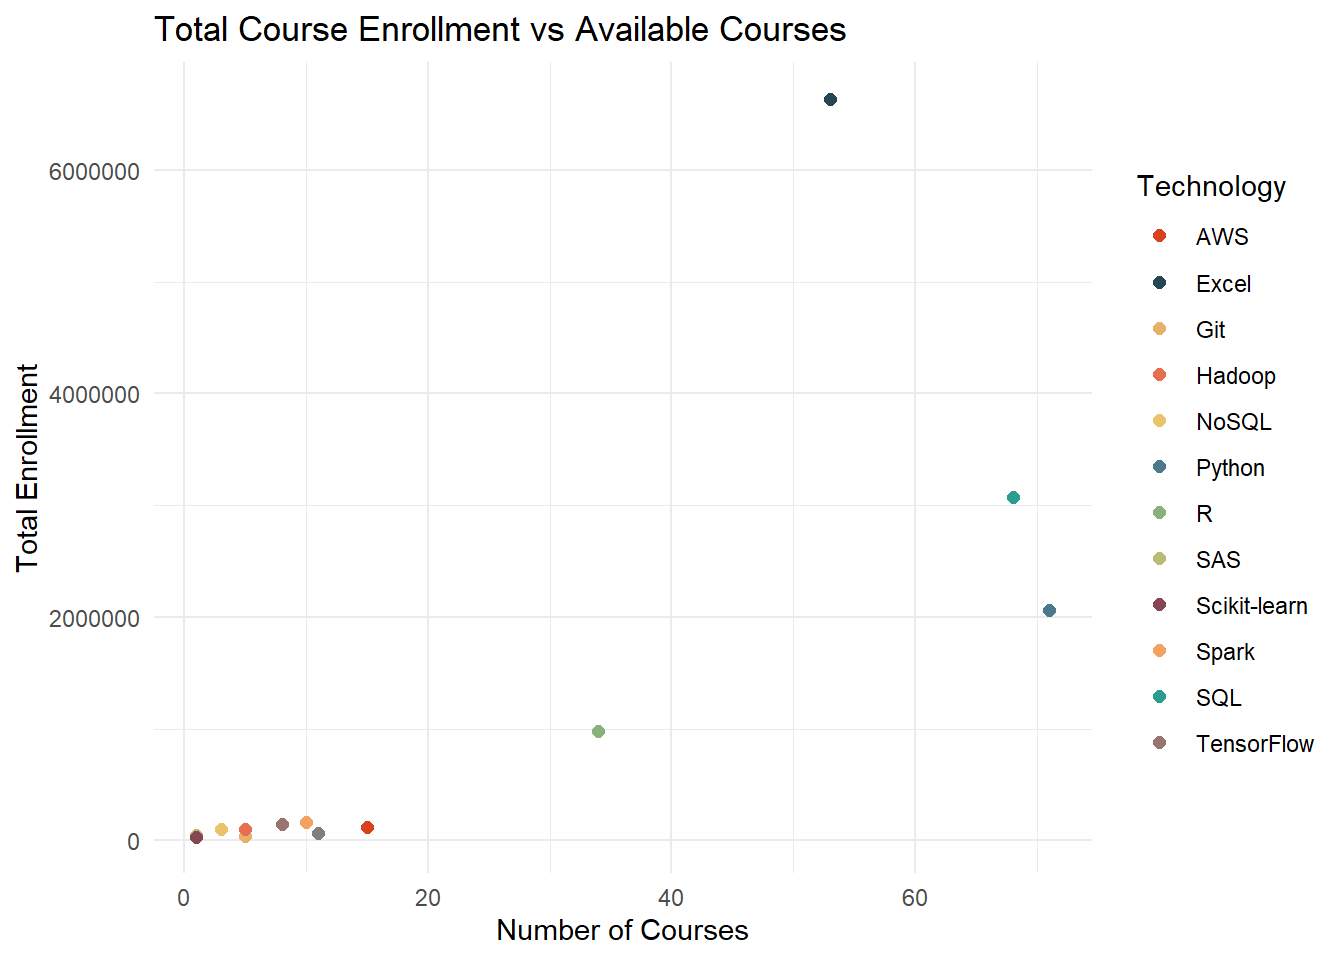 Total Course Enrollment vs Available Courses
6000000
4000000
2000000
0
Total Enrollment
0 20 40 60
Number of Courses
Technology
AWS
Excel
Git
Hadoop
NoSQL
Python
R
SAS
Scikit-learn
Spark
SQL
TensorFlow